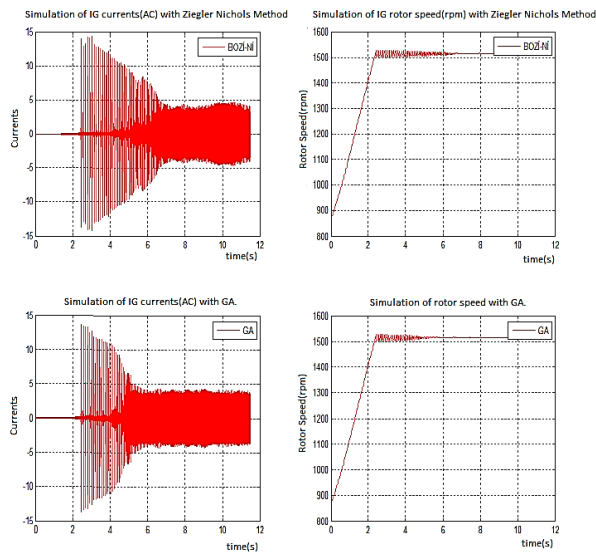 Simulation of IG currents(AC) with Ziegler Nichols Method
15
10
5
0
-5
-10
-15
Currents
BOZİ-Nİ
0 2 4 6 8 10 12
time(s)
Simulation of IG rotor speed(rpm) with Ziegler Nichols Method
1600
1500
1400
1300
1200
1100
1000
900
800
Rotor Speed(rpm)
BOZİ-Nİ
0 2 4 6 8 10 12
time(s)
Simulation of IG currents(AC) with GA.
15
10
5
0
-5
-10
-15
Currents
GA
0 2 4 6 8 10 12
time(s)
Simulation of rotor speed with GA.
1600
1500
1400
1300
1200
1100
1000
900
800
Rotor Speed(rpm)
GA
0 2 4 6 8 10 12
time(s)